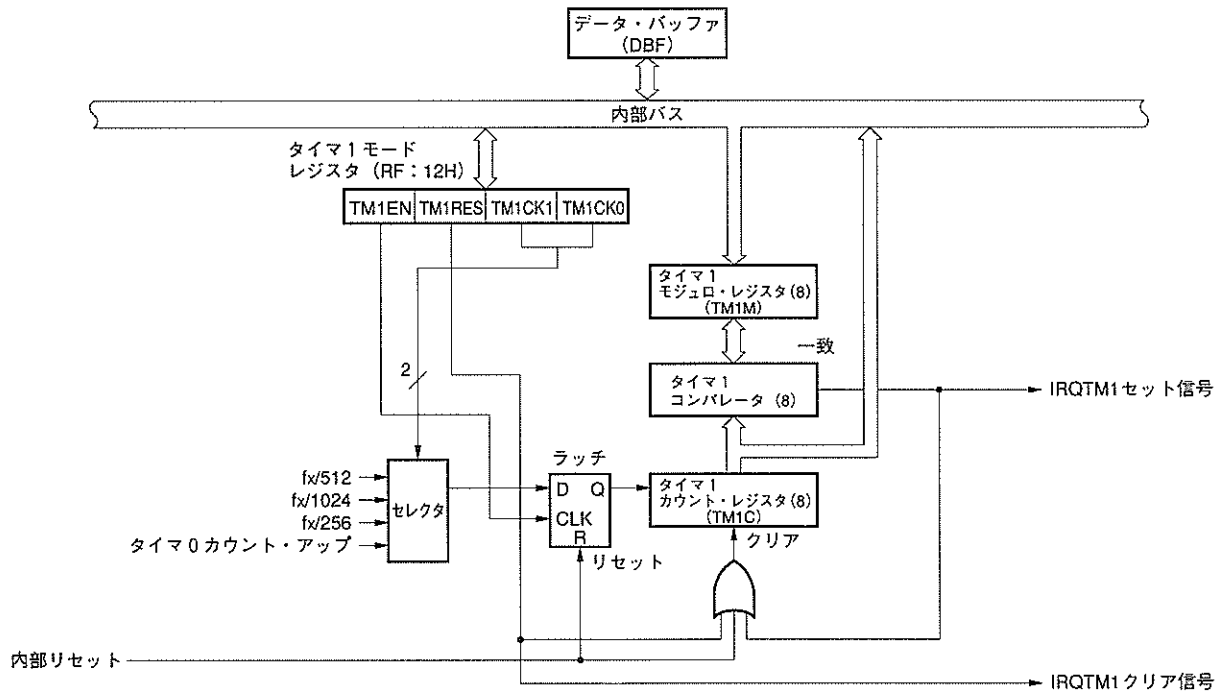 データ・バッファ
(DBF)
内部バス
タイマ1モード
レジスタ (RF：12H)
TM1EN TM1RES TM1CK1 TM1CK0
タイマ1
モジュロ・レジスタ(8)
(TM1M)
一致
2
タイマ1
コンパレータ (8)
IRQTM1セット信号
ラッチ
fx/512
fx/1024
fx/256
タイマ0カウント・アップ
セレクタ
D Q
CLK
R
リセット
タイマ1
カウント・レジスタ(8)
(TM1C)
クリア
内部リセット
IRQTM1クリア信号